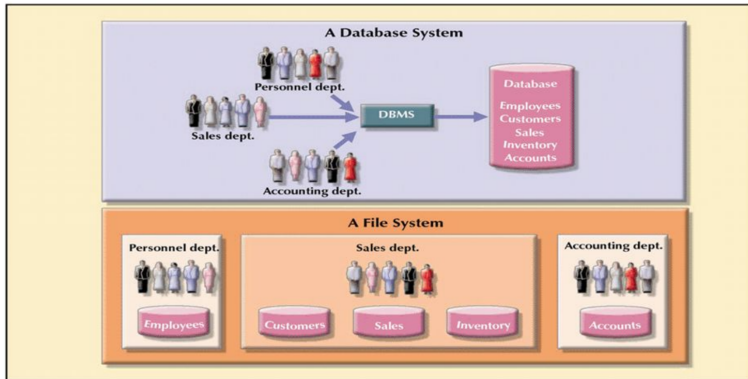 A Database System
Personnel dept.
Sales dept.
Accounting dept.
DBMS
Database
Employees
Customers
Sales
Inventory
Accounts
A File System
Personnel dept.
Employees
Sales dept.
Customers
Sales
Inventory
Accounting dept.
Accounts